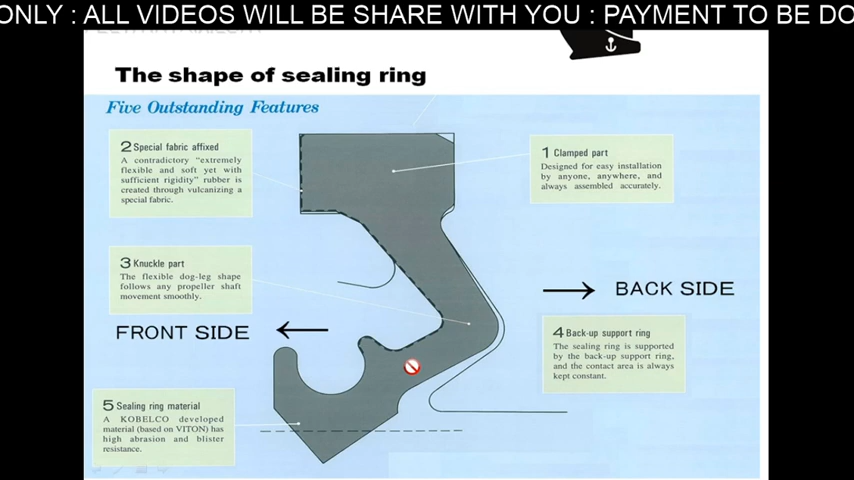 ONLY : ALL VIDEOS WILL BE SHARE WITH YOU : PAYMENT TO BE DO
The shape of sealing ring
Five Outstanding Features
2 Special fabric affixed
A contradictory "extremely
flexible and soft yet with
sufficient rigidity" rubber is
created through vulcanizing a
special fabric.
1 Clamped part
Designed for easy installation
by anyone, anywhere, and
always assembled accurately.
3 Knuckle part
The flexible dog-leg shape
follows any propeller shaft
movement smoothly.
BACK SIDE
FRONT SIDE
4 Back-up support ring
The sealing ring is supported
by the back-up support ring,
and the contact area is always
kept constant.
5 Sealing ring material
A KOBELCO developed
material (based on VITON) has
high abrasion and blister
resistance.